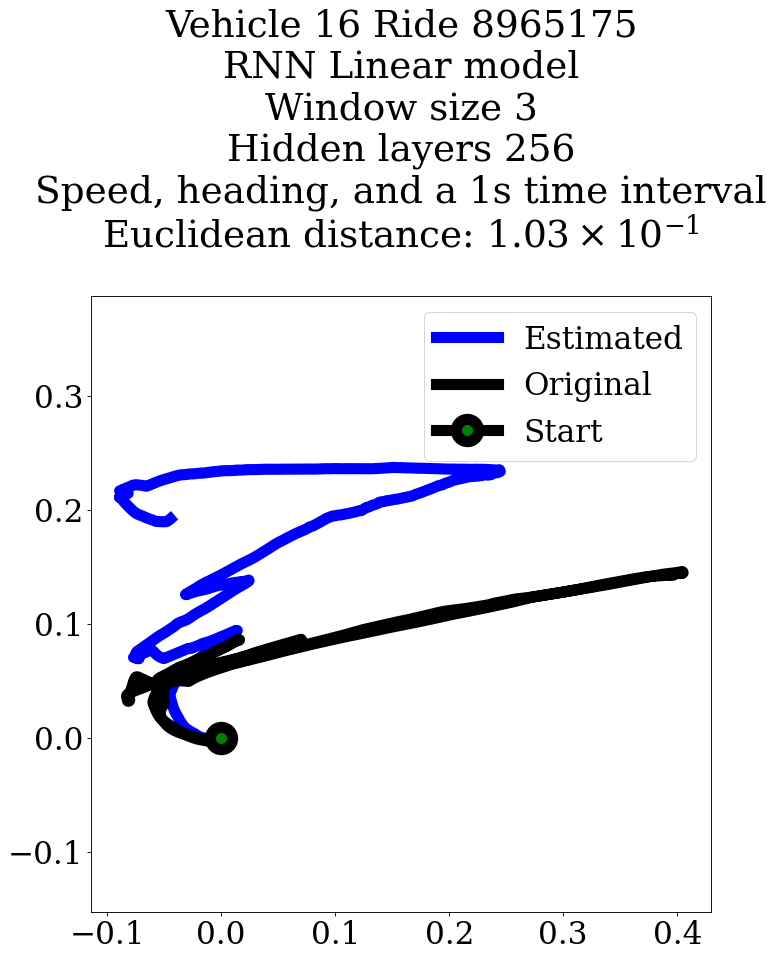 Vehicle 16 Ride 8965175
RNN Linear model
Window size 3
Hidden layers 256
Speed, heading, and a 1s time interval
Euclidean distance: 1.03 × 10⁻¹
Estimated
Original
Start
0.3
0.2
0.1
0.0
−0.1
−0.1 0.0 0.1 0.2 0.3 0.4